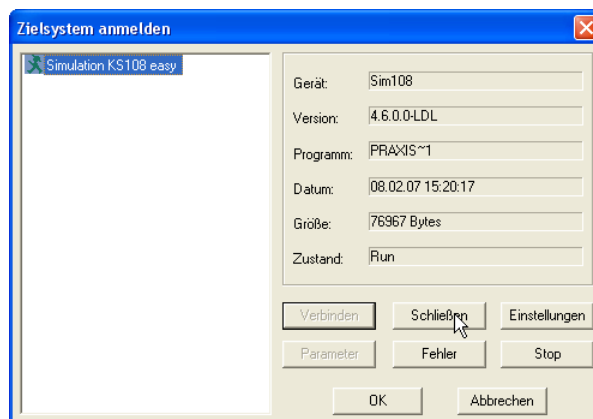 Zielsystem anmelden
Simulation KS108 easy
Gerät: Sim108
Version: 4.6.0.0-LDL
Programm: PRAXIS~1
Datum: 08.02.07 15:20:17
Größe: 76967 Bytes
Zustand: Run
Verbinden Schließen Einstellungen
Parameter Fehler Stop
OK Abbrechen